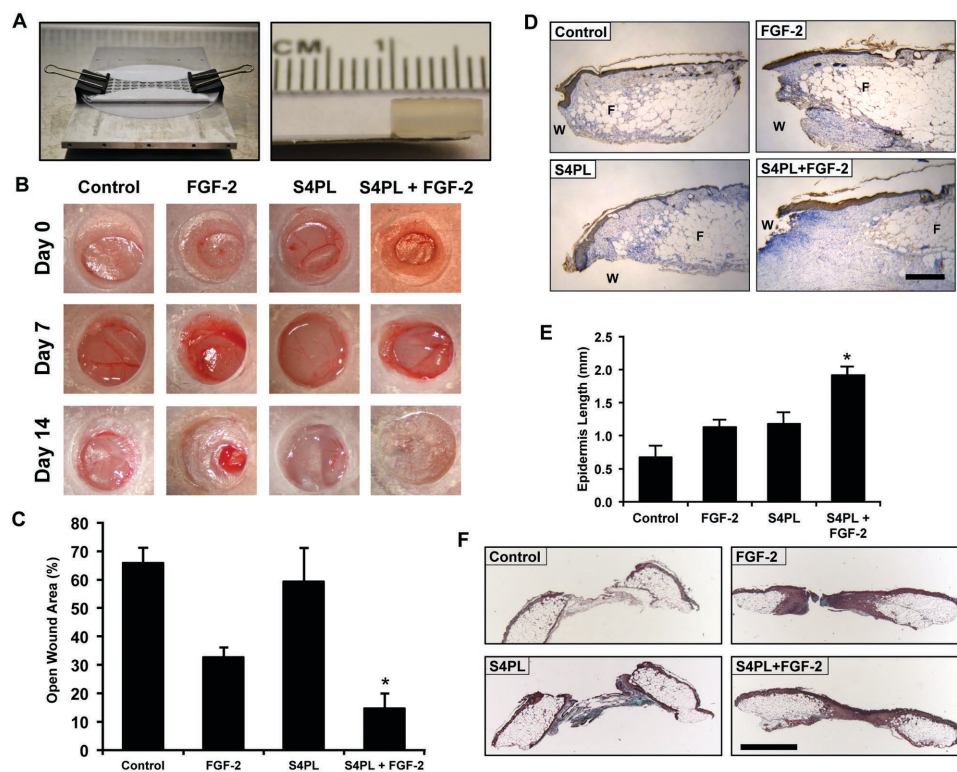 A
CM 1
B
Control FGF-2 S4PL S4PL + FGF-2
Day 0
Day 7
Day 14
C
Open Wound Area (%)
80
70
60
50
40
30
20
10
0
*
Control FGF-2 S4PL S4PL + FGF-2
D
Control
W
F
FGF-2
W
F
S4PL
W
F
S4PL+FGF-2
W
F
E
Epidermis Length (mm)
2.5
2.0
1.5
1.0
0.5
0.0
*
Control FGF-2 S4PL S4PL +
FGF-2
F
Control
FGF-2
S4PL
S4PL+FGF-2